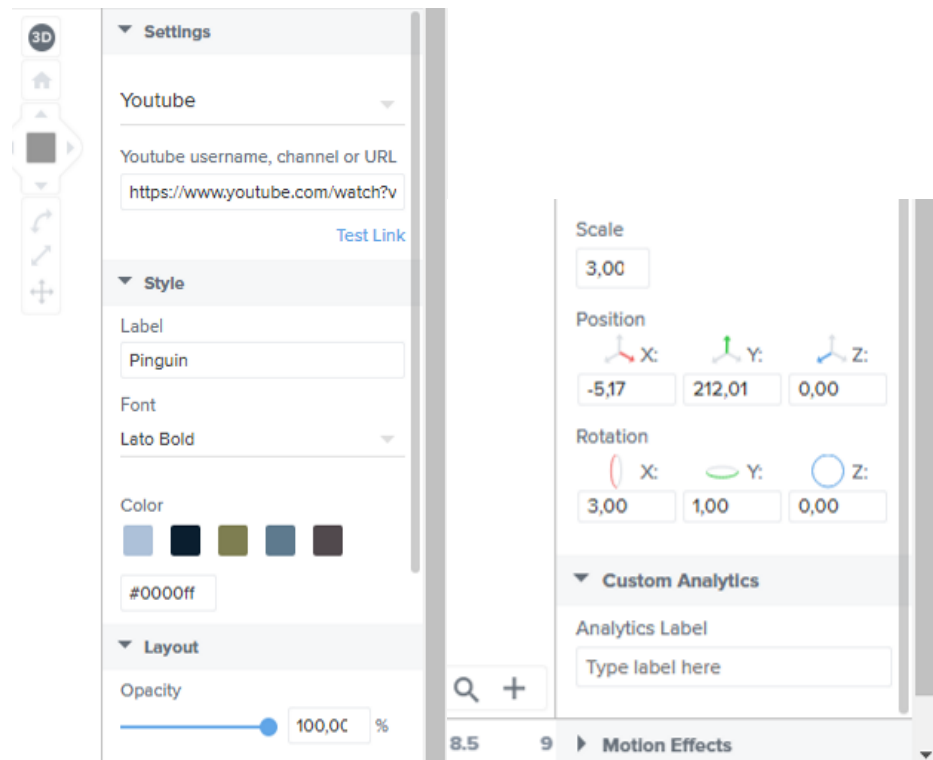 3D
Settings
Youtube
Youtube username, channel or URL
https://www.youtube.com/watch?v
Test Link
Style
Label
Pinguin
Font
Lato Bold
Color
#0000ff
Layout
Opacity
100,00 %
Scale
3,00
Position
X: Y: Z:
-5,17 212,01 0,00
Rotation
X: Y: Z:
3,00 1,00 0,00
Custom Analytics
Analytics Label
Type label here
8.5 9
Motion Effects